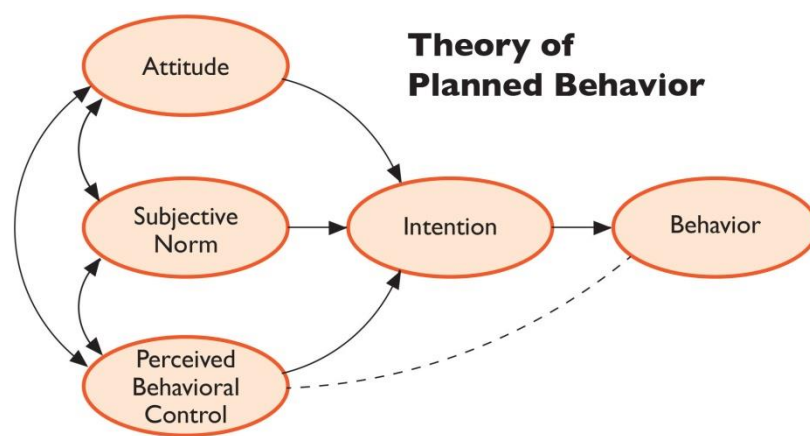 Theory of
Planned Behavior
Attitude
Subjective
Norm
Intention
Behavior
Perceived
Behavioral
Control